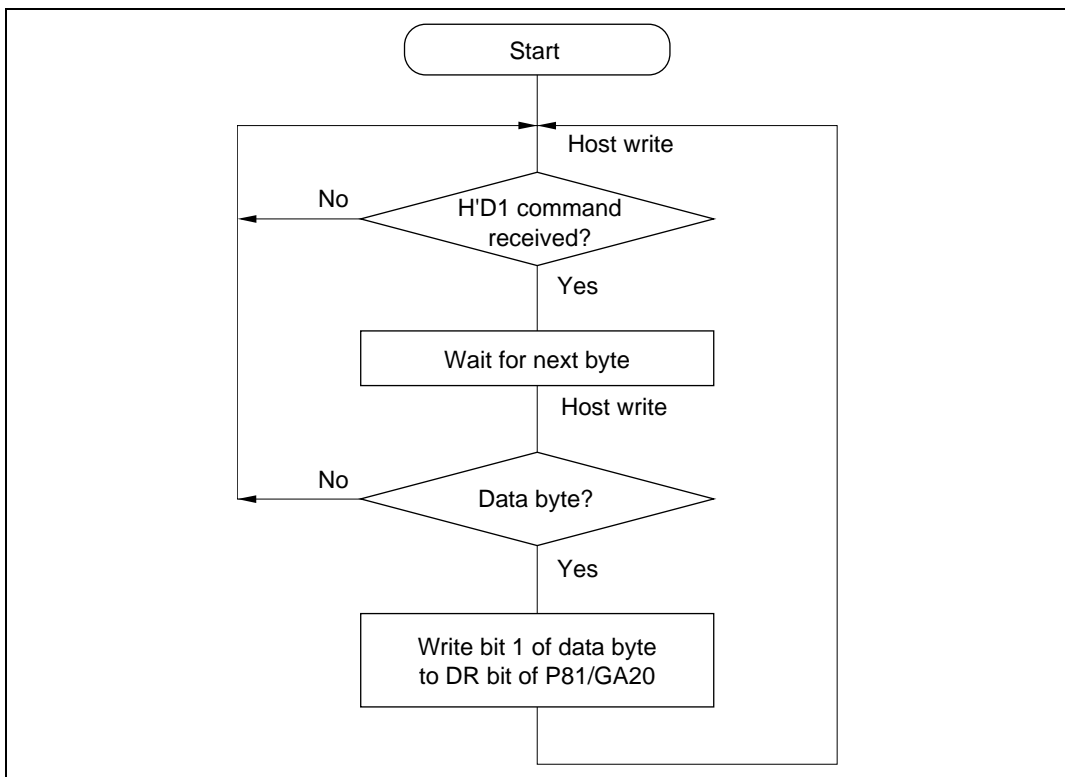 Start
Host write
No
H'D1 command
received?
Yes
Wait for next byte
Host write
No
Data byte?
Yes
Write bit 1 of data byte
to DR bit of P81/GA20